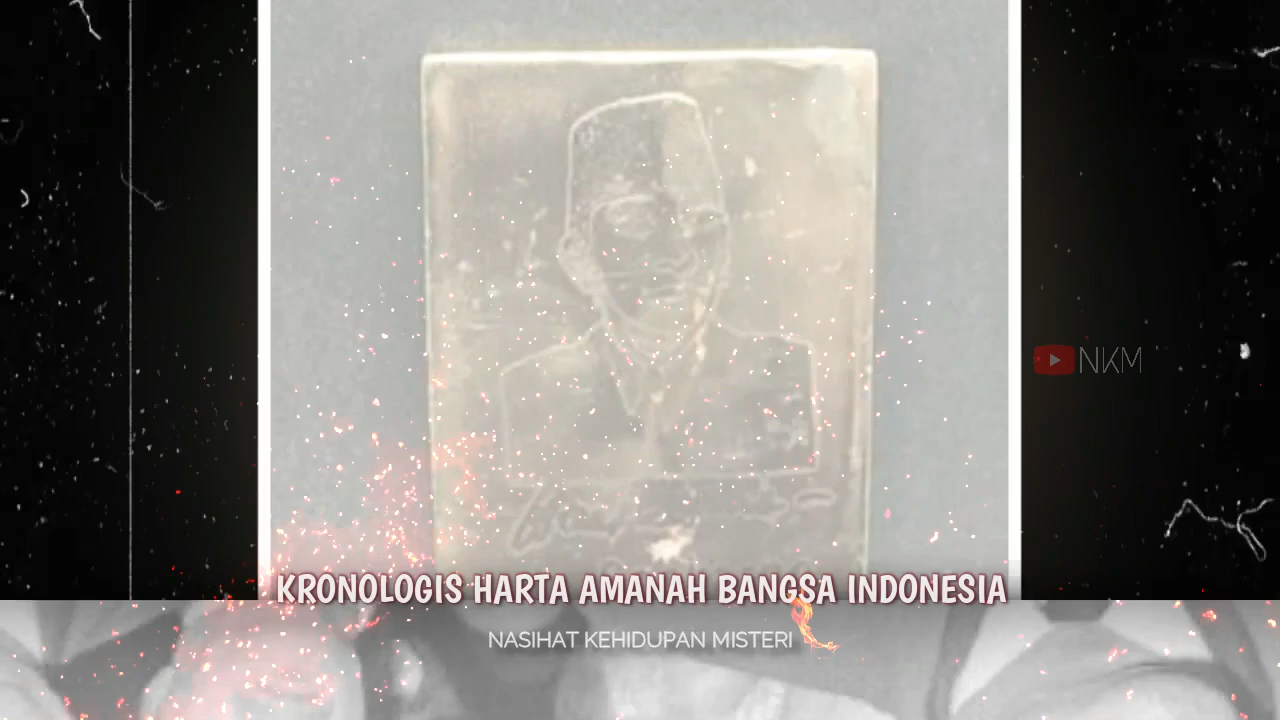 NKM
KRONOLOGIS HARTA AMANAH BANGSA INDONESIA
NASIHAT KEHIDUPAN MISTERI